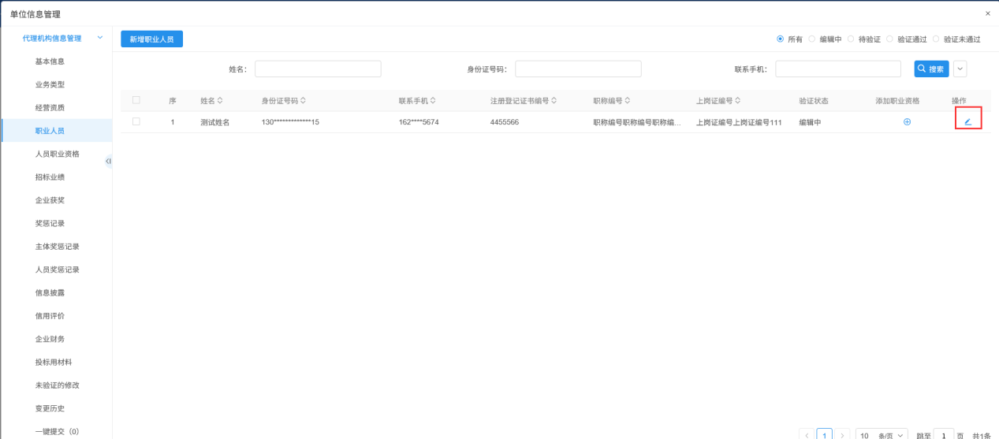 单位信息管理
代理机构信息管理
新增职业人员
所有 编辑中 待验证 验证通过 验证未通过
基本信息
业务类型
经营资质
职业人员
人员职业资格
招标业绩
企业获奖
奖惩记录
主体奖惩记录
人员奖惩记录
信息披露
信用评价
企业财务
投标用材料
未验证的修改
变更历史
一键提交（0）
姓名： 身份证号码： 联系手机： 搜索
序 姓名 身份证号码 联系手机 注册登记证书编号 职称编号 上岗证编号 验证状态 添加职业资格 操作
1 测试姓名 130*************15 162****5674 4455566 职称编号职称编号职称编... 上岗证编号上岗证编号111 编辑中
1 10 条/页 跳至 1 页 共1条